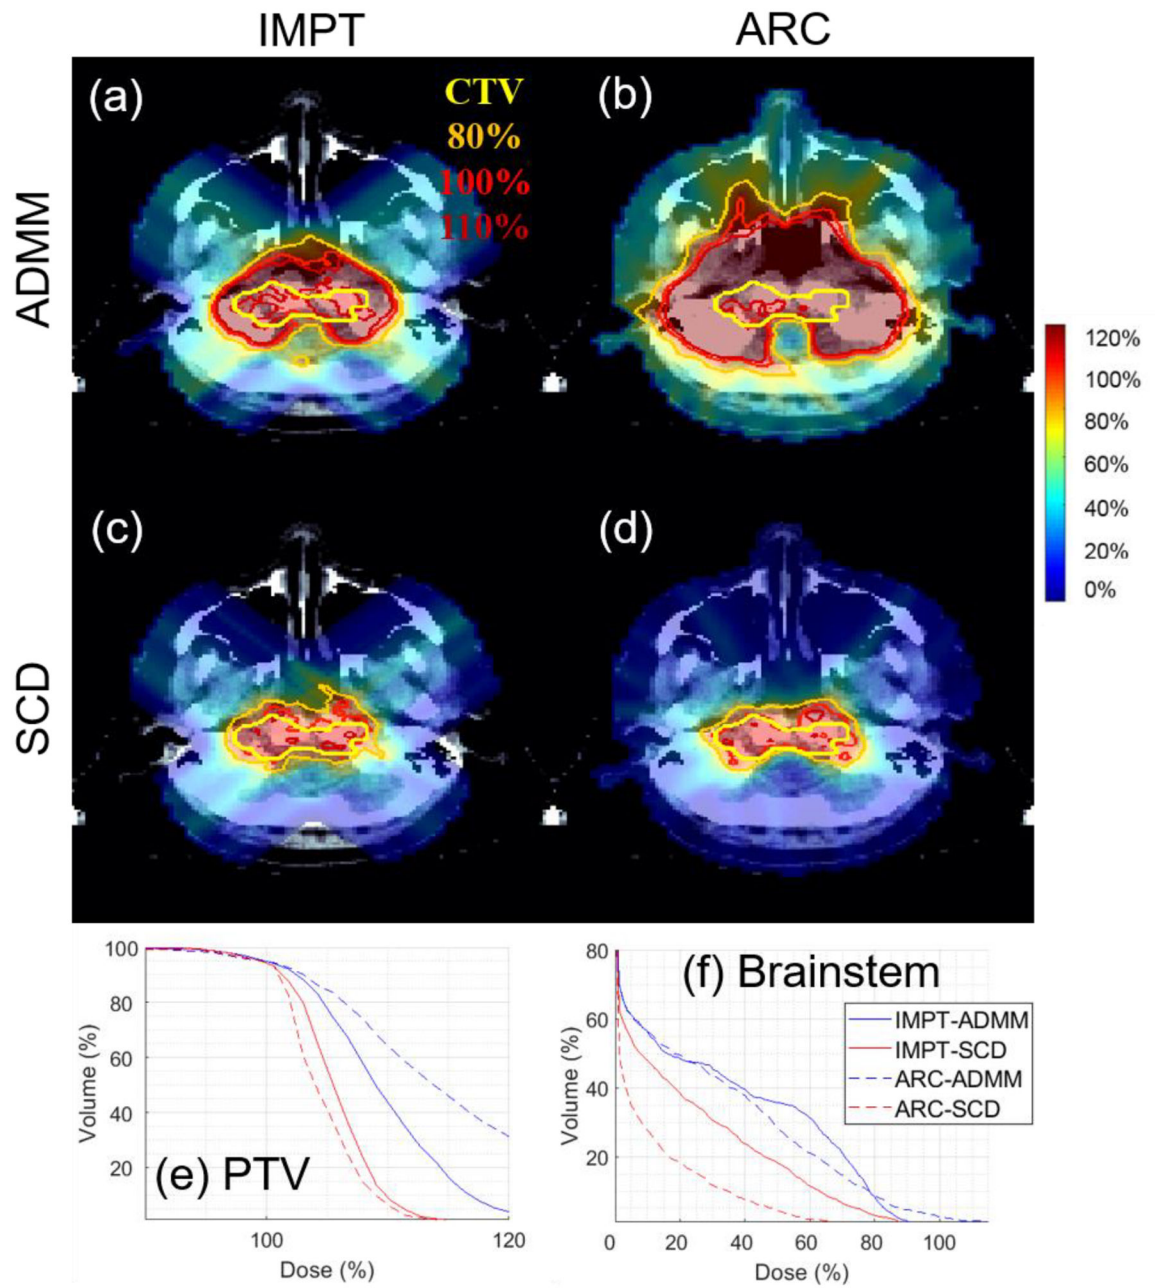 IMPT
ARC
ADMM
(a)
CTV
80%
100%
110%
(b)
120%
100%
80%
60%
40%
20%
0%
SCD
(c)
(d)
100
80
60
40
20
Volume (%)
(e) PTV
100
120
Dose (%)
80
60
40
20
Volume (%)
(f) Brainstem
IMPT-ADMM
IMPT-SCD
ARC-ADMM
ARC-SCD
0
20
40
60
80
100
Dose (%)